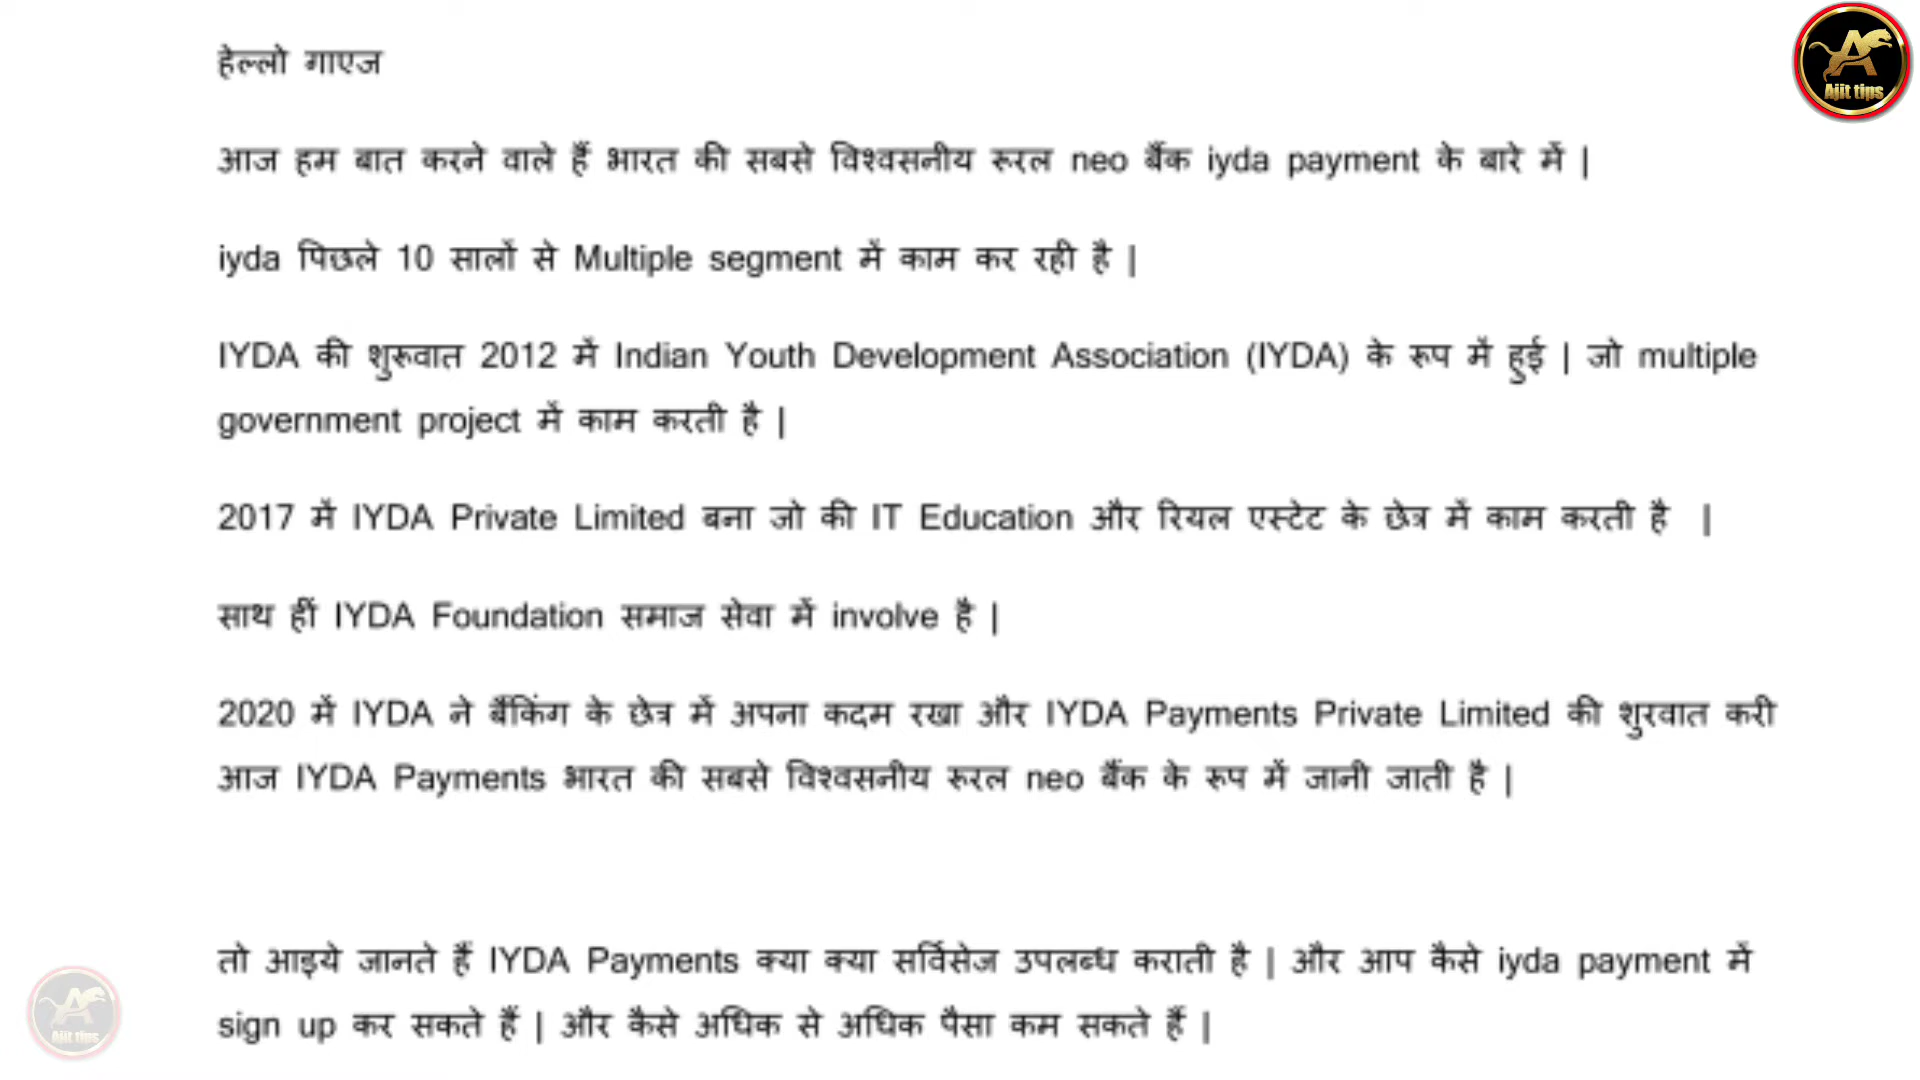 Ajit tips
हेल्लो गाएज
आज हम बात करने वाले हैं भारत की सबसे विश्वसनीय रूरल neo बैंक iyda payment के बारे में |
iyda पिछले 10 सालों से Multiple segment में काम कर रही है |
IYDA की शुरूवात 2012 में Indian Youth Development Association (IYDA) के रूप में हुई | जो multiple
government project में काम करती है |
2017 में IYDA Private Limited बना जो की IT Education और रियल एस्टेट के छेत्र में काम करती है |
साथ हीं IYDA Foundation समाज सेवा में involve है |
2020 में IYDA ने बैंकिंग के छेत्र में अपना कदम रखा और IYDA Payments Private Limited की शुरवात करी
आज IYDA Payments भारत की सबसे विश्वसनीय रूरल neo बैंक के रूप में जानी जाती है |
तो आइये जानते हैं IYDA Payments क्या क्या सर्विसेज उपलब्ध कराती है | और आप कैसे iyda payment में
sign up कर सकते हैं | और कैसे अधिक से अधिक पैसा कम सकते हैं |
Ajit tips